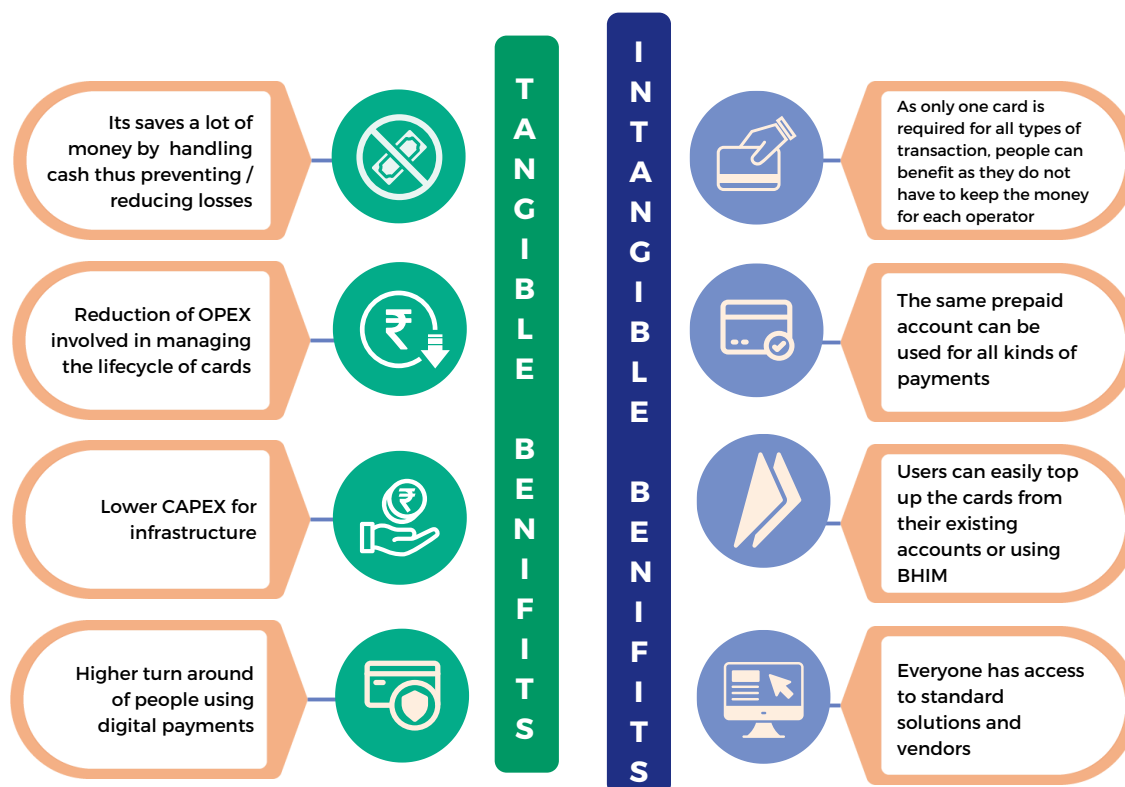 Its saves a lot of
money by handling
cash thus preventing /
reducing losses
Reduction of OPEX
involved in managing
the lifecycle of cards
Lower CAPEX for
infrastructure
Higher turn around
of people using
digital payments
TANGIBLE BENIFITS
INTANGIBLE BENIFITS
As only one card is
required for all types of
transaction, people can
benefit as they do not
have to keep the money
for each operator
The same prepaid
account can be
used for all kinds of
payments
Users can easily top
up the cards from
their existing
accounts or using
BHIM
Everyone has access
to standard
solutions and
vendors